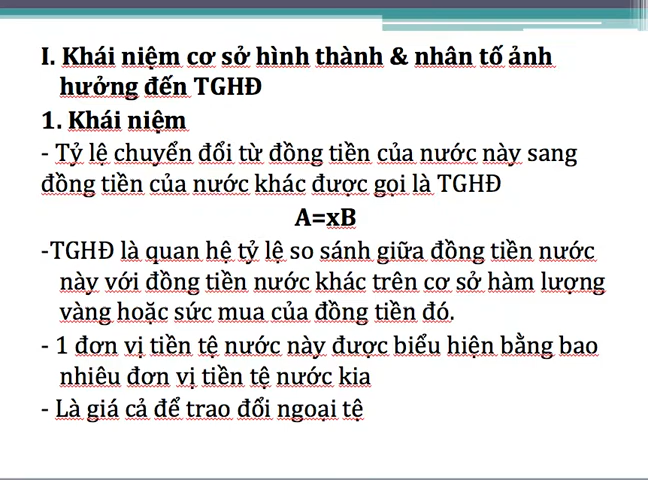 I. Khái niệm cơ sở hình thành & nhân tố ảnh
hưởng đến TGHĐ
1. Khái niệm
- Tỷ lệ chuyển đổi từ đồng tiền của nước này sang
đồng tiền của nước khác được gọi là TGHĐ
A=xB
-TGHĐ là quan hệ tỷ lệ so sánh giữa đồng tiền nước
này với đồng tiền nước khác trên cơ sở hàm lượng
vàng hoặc sức mua của đồng tiền đó.
- 1 đơn vị tiền tệ nước này được biểu hiện bằng bao
nhiêu đơn vị tiền tệ nước kia
- Là giá cả để trao đổi ngoại tệ